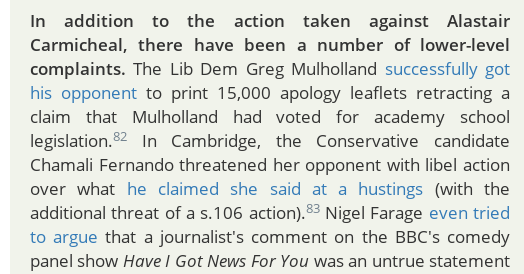 In addition to the action taken against Alastair
Carmicheal, there have been a number of lower-level
complaints. The Lib Dem Greg Mulholland successfully got
his opponent to print 15,000 apology leaflets retracting a
claim that Mulholland had voted for academy school
legislation.82 In Cambridge, the Conservative candidate
Chamali Fernando threatened her opponent with libel action
over what he claimed she said at a hustings (with the
additional threat of a s.106 action).83 Nigel Farage even tried
to argue that a journalist's comment on the BBC's comedy
panel show Have I Got News For You was an untrue statement